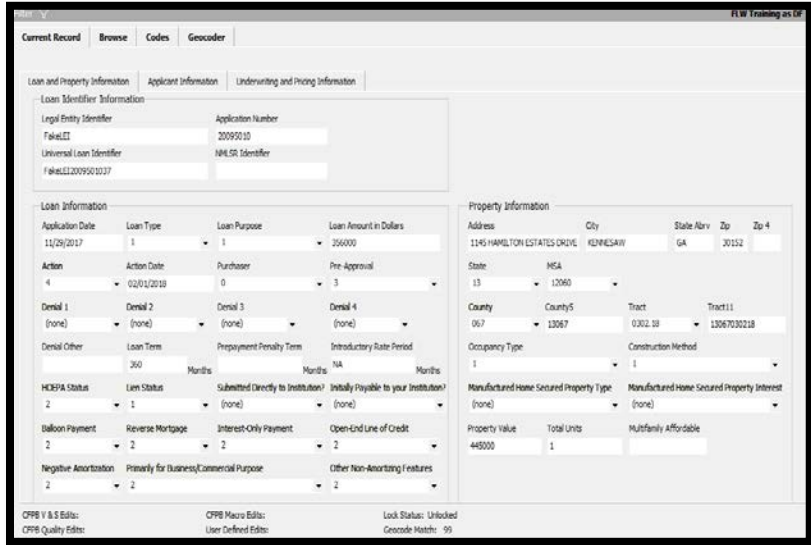 Filter FLW Training as DF
Current Record Browse Codes Geocoder
Loan and Property Information Applicant Information Underwriting and Pricing Information
Loan Identifier Information
Legal Entity Identifier Application Number
FakeLEI 20095010
Universal Loan Identifier NMLSR Identifier
FakeLEI2009501037
Loan Information Property Information
Application Date Loan Type Loan Purpose Loan Amount in Dollars Address City State Abrv Zip Zip 4
11/29/2017 1 1 356000 1145 HAMILTON ESTATES DRIVE KENNESAW GA 30152
Action Action Date Purchaser Pre-Approval State MSA
4 02/01/2018 0 3 13 12060
Denial 1 Denial 2 Denial 3 Denial 4 County County5 Tract Tract11
(none) (none) (none) (none) 067 13067 0302.18 13067030218
Denial Other Loan Term Prepayment Penalty Term Introductory Rate Period Occupancy Type Construction Method
360 Months Months NA Months 1 1
HOEPA Status Lien Status Submitted Directly to Institution? Initially Payable to your Institution? Manufactured Home Secured Property Type Manufactured Home Secured Property Interest
2 1 (none) (none) (none) (none)
Balloon Payment Reverse Mortgage Interest-Only Payment Open-End Line of Credit Property Value Total Units Multifamily Affordable
2 2 2 2 445000 1
Negative Amortization Primarily for Business/Commercial Purpose Other Non-Amortizing Features
2 2 2
CFPB V & S Edits: CFPB Macro Edits: Lock Status: Unlocked
CFPB Quality Edits: User Defined Edits: Geocode Match: 99